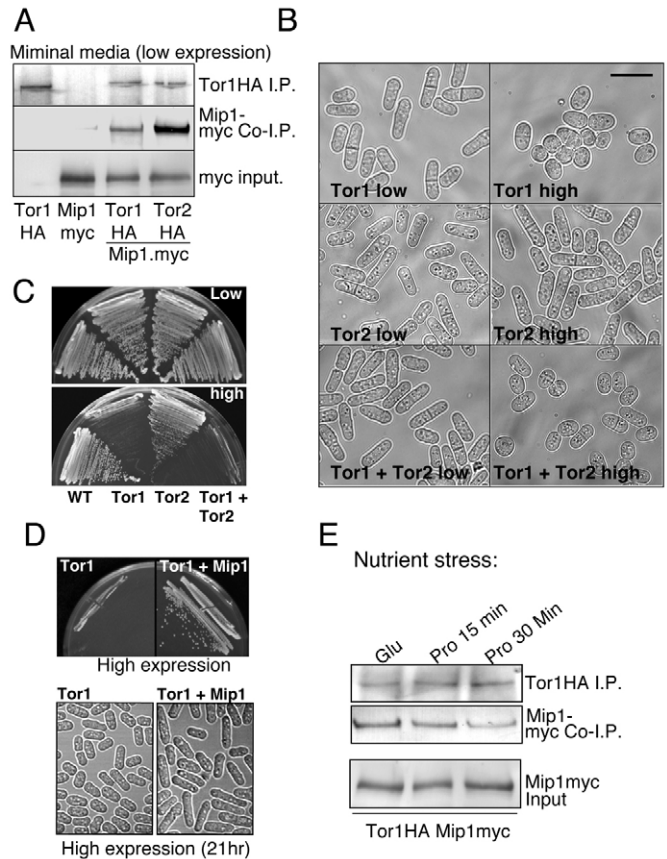 A
Miminal media (low expression)
Tor1HA I.P.
Mip1-
myc Co-I.P.
myc input.
Tor1 Mip1 Tor1 Tor2
HA myc HA HA
Mip1.myc
B
Tor1 low
Tor1 high
Tor2 low
Tor2 high
Tor1 + Tor2 low
Tor1 + Tor2 high
C
Low
high
WT Tor1 Tor2 Tor1 +
Tor2
D
Tor1
Tor1 + Mip1
High expression
Tor1
Tor1 + Mip1
High expression (21hr)
E
Nutrient stress:
Glu
Pro 15 min
Pro 30 Min
Tor1HA I.P.
Mip1-
myc Co-I.P.
Mip1myc
Input
Tor1HA Mip1myc